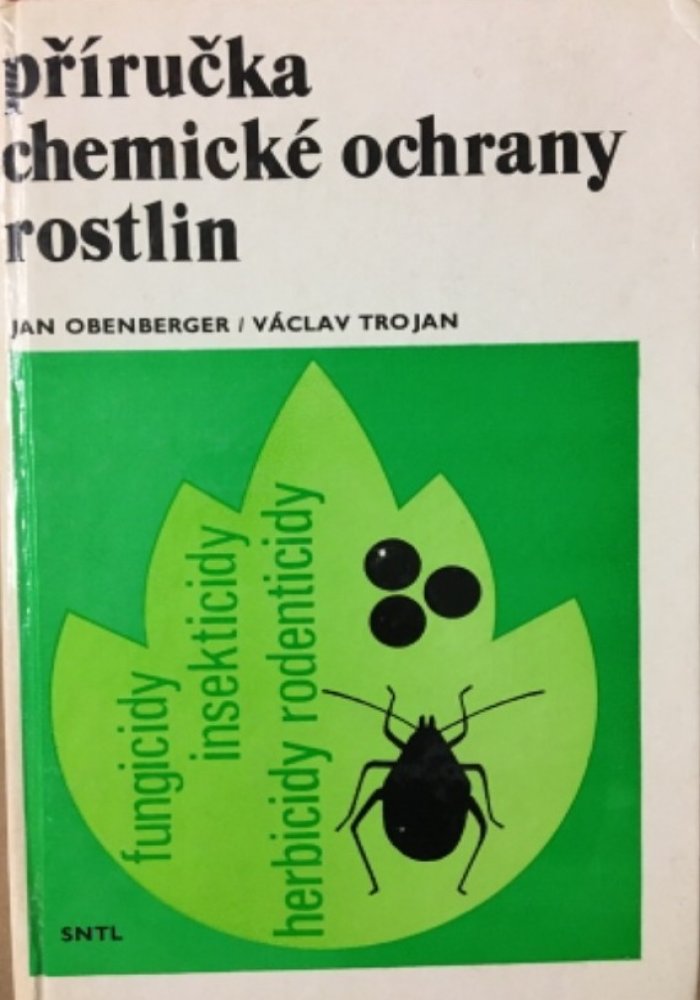 příručka
chemické ochrany
rostlin
JAN OBENBERGER / VÁCLAV TROJAN
fungicidy
insekticidy
herbicidy rodenticidy
SNTL